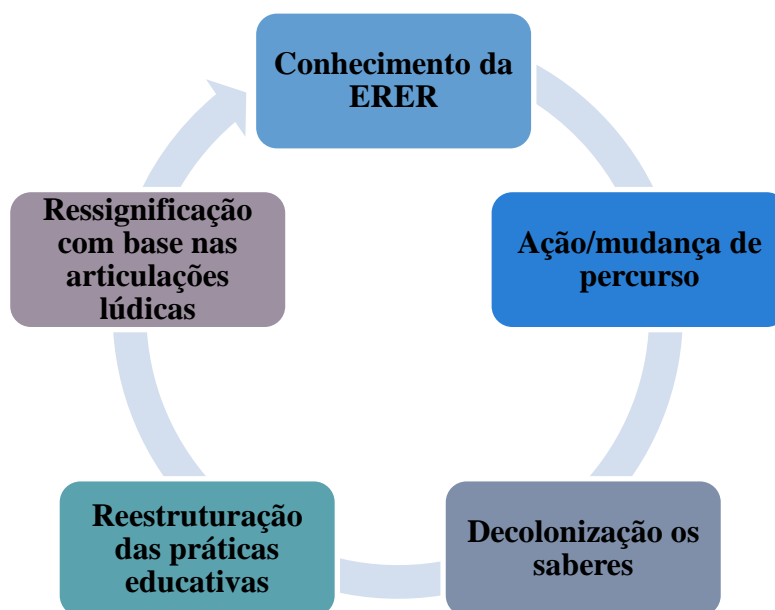 Conhecimento da
ERER
Ação/mudança de
percurso
Decolonização os
saberes
Reestruturação
das práticas
educativas
Ressignificação
com base nas
articulações
lúdicas